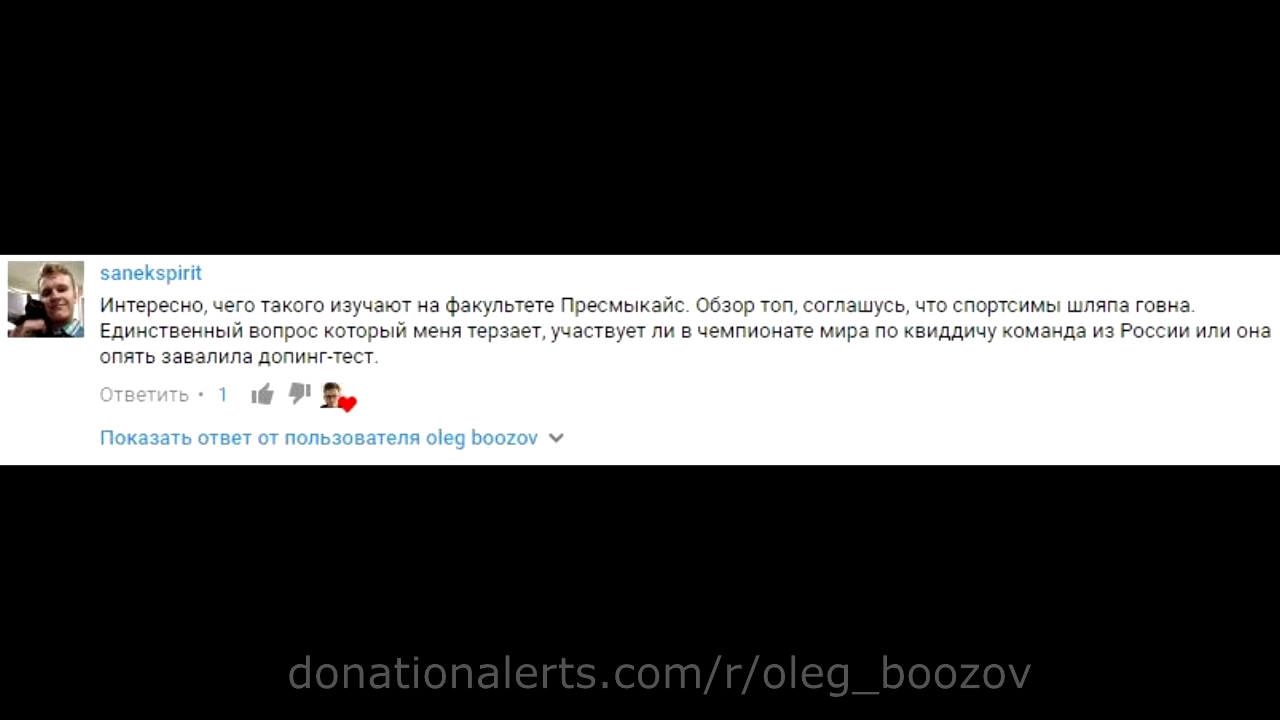 sanekspirit
Интересно, чего такого изучают на факультете Пресмыкайс. Обзор топ, соглашусь, что спортсимы шляпа говна.
Единственный вопрос который меня терзает, участвует ли в чемпионате мира по квиддичу команда из России или она
опять завалила допинг-тест.
Ответить • 1
Показать ответ от пользователя oleg boozov
donationalerts.com/r/oleg_boozov